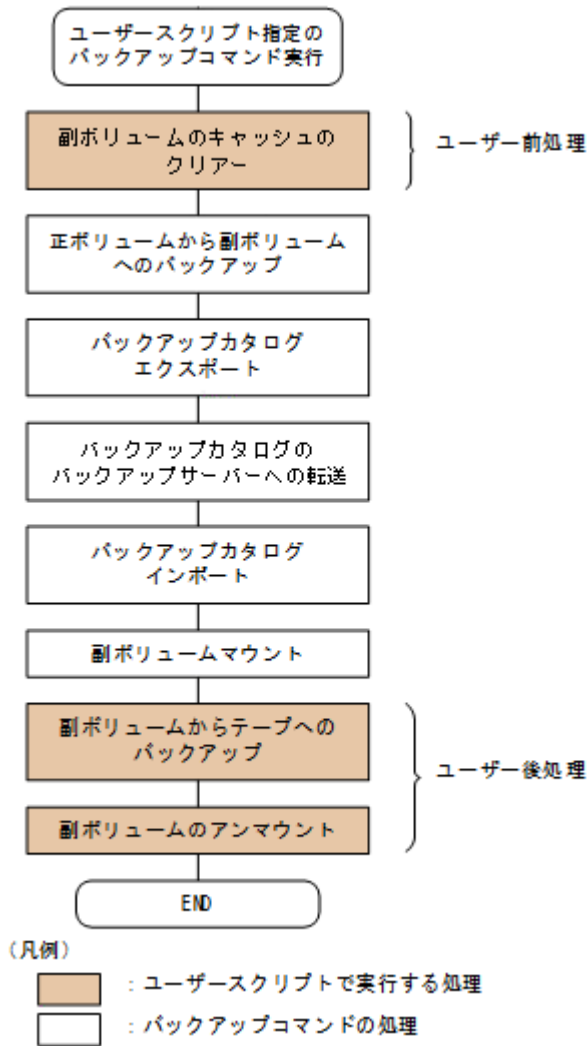 ユーザースクリプト指定の
バックアップコマンド実行
副ボリュームのキャッシュの
クリアー
ユーザー前処理
正ボリュームから副ボリューム
へのバックアップ
バックアップカタログ
エクスポート
バックアップカタログの
バックアップサーバーへの転送
バックアップカタログ
インポート
副ボリュームマウント
副ボリュームからテープへの
バックアップ
ユーザー後処理
副ボリュームのアンマウント
END
(凡例)
:ユーザースクリプトで実行する処理
:バックアップコマンドの処理